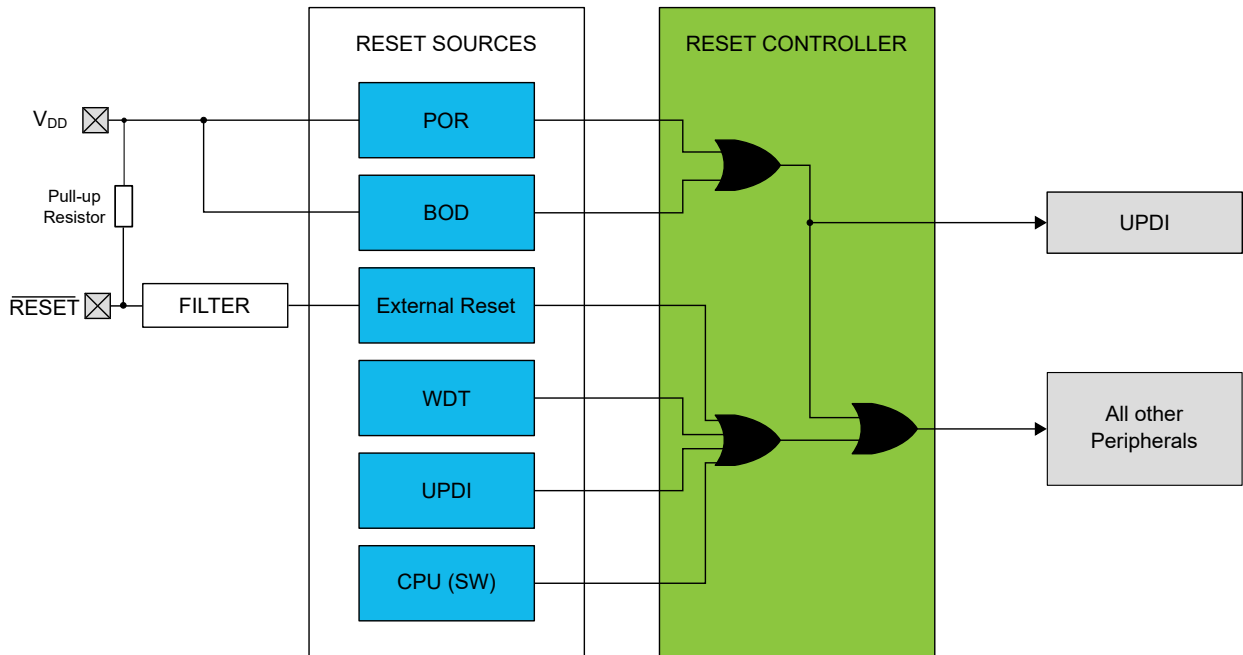 RESET SOURCES
RESET CONTROLLER
VDD
POR
Pull-up
Resistor
BOD
UPDI
RESET
FILTER
External Reset
WDT
All other
Peripherals
UPDI
CPU (SW)